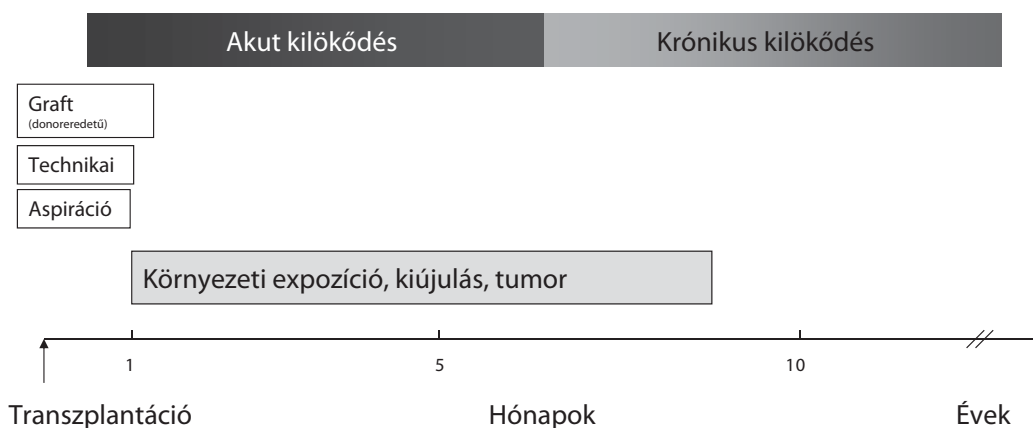 Akut kilökődés
Krónikus kilökődés
Graft
(donoreredetű)
Technikai
Aspiráció
Környezeti expozíció, kiújulás, tumor
1
5
10
Transzplantáció
Hónapok
Évek